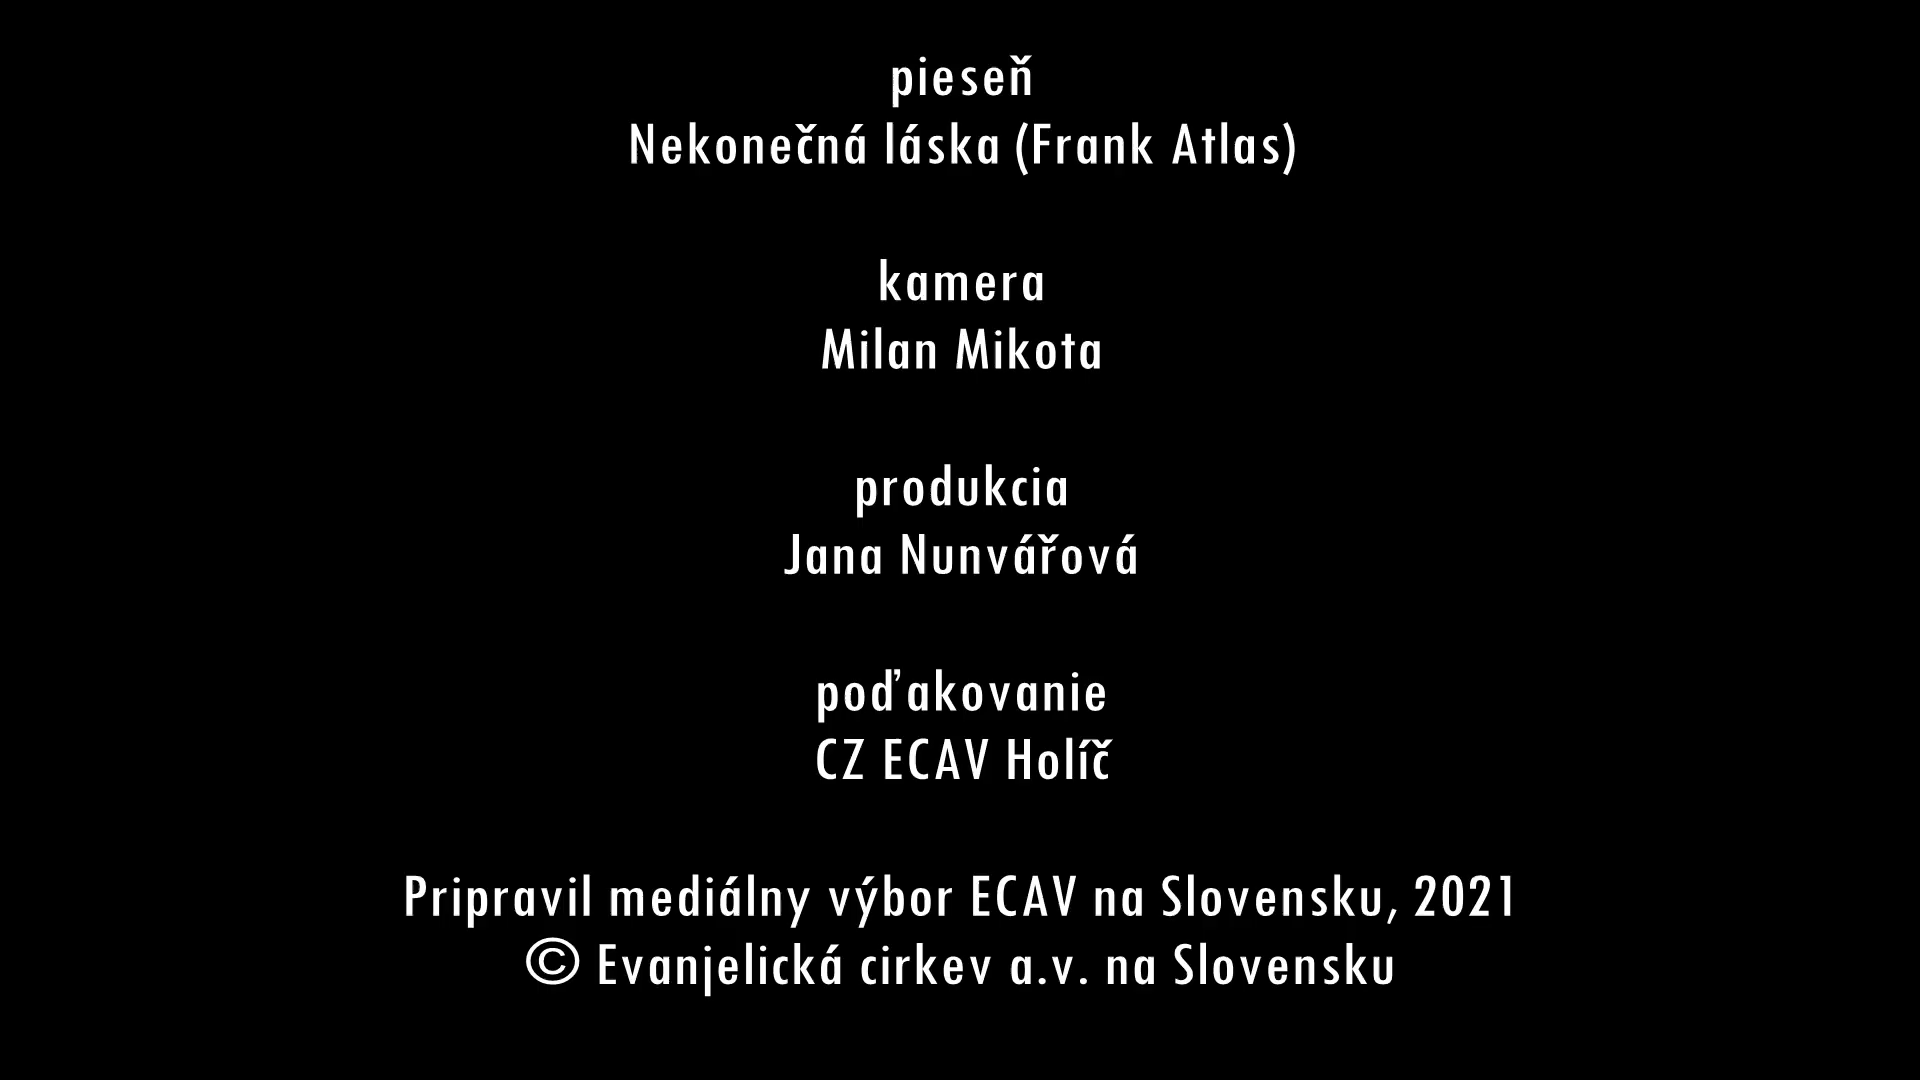 pieseň
Nekonečná láska (Frank Atlas)
kamera
Milan Mikota
produkcia
Jana Nunvářová
poďakovanie
CZ ECAV Holíč
Pripravil mediálny výbor ECAV na Slovensku, 2021
© Evanjelická cirkev a.v. na Slovensku